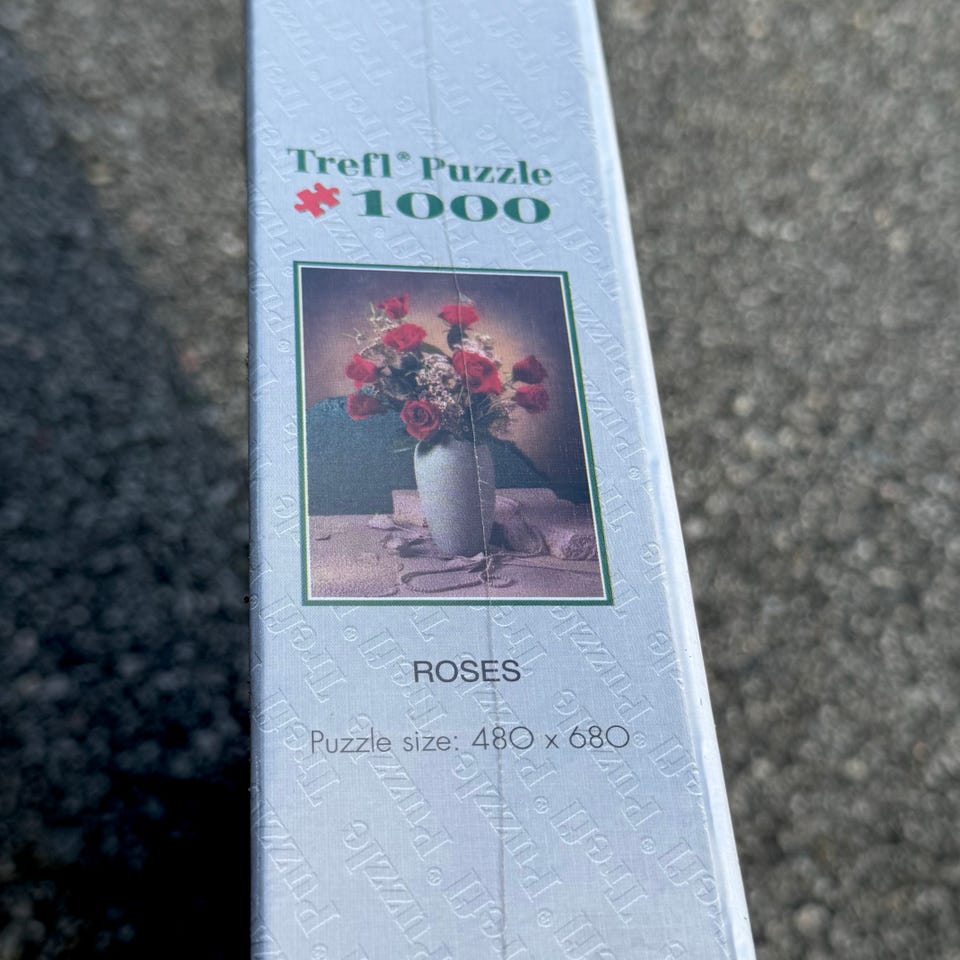 Trefl® Puzzle
1000
ROSES
Puzzle size: 480 x 680